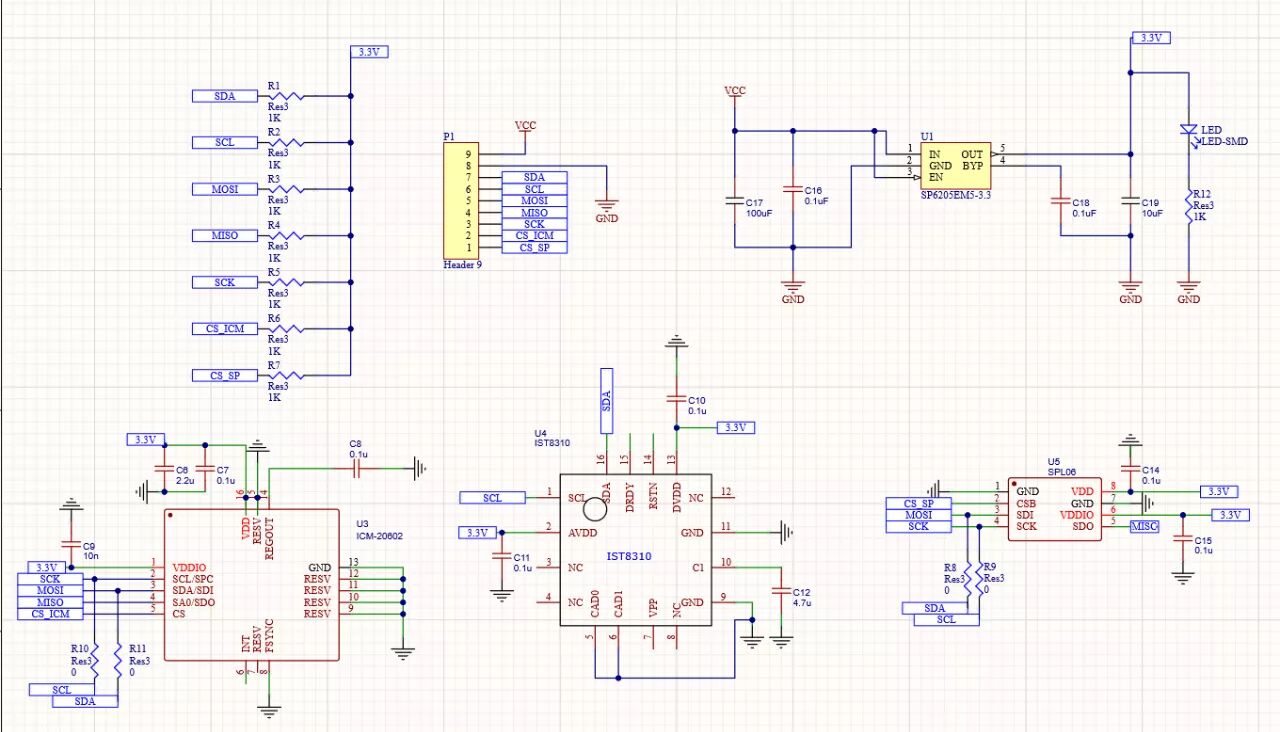 3.3V
SDA
R1
Res3
1K
SCL
R2
Res3
1K
MOSI
R3
Res3
1K
MISO
R4
Res3
1K
SCK
R5
Res3
1K
CS_ICM
R6
Res3
1K
CS_SP
R7
Res3
1K
P1
VCC
9
8
7
6
5
4
3
2
1
SDA
SCL
MOSI
MISO
SCK
CS_ICM
CS_SP
Header 9
GND
VCC
C17
100uF
C16
0.1uF
GND
U1
1
2
3
IN
GND
EN
OUT
BYP
5
4
SP6205EM5-3.3
3.3V
LED
LED-SMD
C18
0.1uF
C19
10uF
R12
Res3
1K
GND
GND
3.3V
C6
2.2u
C7
0.1u
C8
0.1u
C9
10n
3.3V
SCK
MOSI
MISO
CS_ICM
1
2
3
4
5
VDDIO
SCL/SPC
SDA/SDI
SA0/SDO
CS
16
5
4
VDD
RESV
REGOUT
U3
ICM-20602
GND
RESV
RESV
RESV
RESV
13
12
11
10
9
INT
RESV
FSYNC
6
7
8
R10
Res3
0
R11
Res3
0
SCL
SDA
SDA
C10
0.1u
3.3V
U4
IST8310
16
15
14
13
SDA
DRDY
RSTN
DVDD
SCL
1
SCL
NC
12
3.3V
2
AVDD
GND
11
C11
0.1u
IST8310
3
NC
C1
10
4
NC
GND
9
C12
4.7u
CAD0
CAD1
VPP
NC
5
6
7
8
U5
SPL06
C14
0.1u
CS_SP
MOSI
SCK
1
2
3
4
GND
CSB
SDI
SCK
VDD
GND
VDDIO
SDO
8
7
6
5
3.3V
3.3V
MISO
C15
0.1u
R8
Res3
0
R9
Res3
0
SDA
SCL